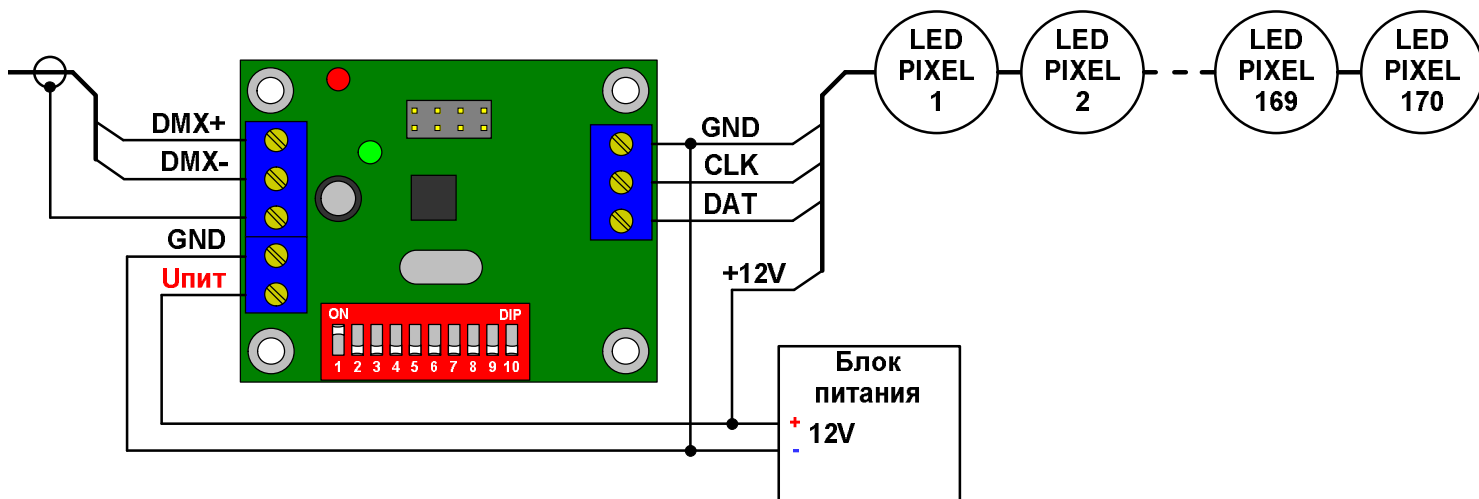 DMX+
DMX-
GND
Uпит
ON
DIP
1 2 3 4 5 6 7 8 9 10
GND
CLK
DAT
+12V
LED
PIXEL
1
LED
PIXEL
2
LED
PIXEL
169
LED
PIXEL
170
Блок
питания
+
12V
-